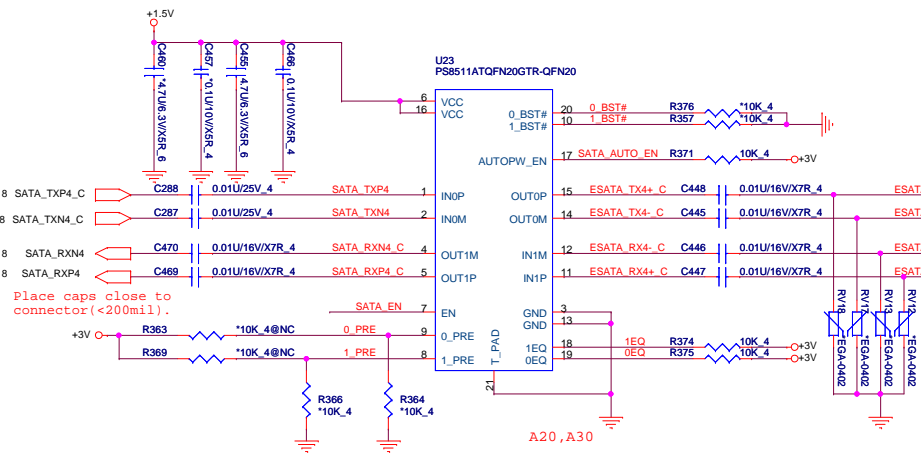 +1.5V
C460
*4.7U/6.3V/X5R_6
C457
*0.1U/10V/X5R_4
C455
4.7U/6.3V/X5R_6
C466
0.1U/10V/X5R_4
U23
PS8511ATQFN20GTR-QFN20
6 VCC
16 VCC
0_BST# 20 0_BST# R376 *10K_4
1_BST# 10 1_BST# R357 *10K_4
AUTOPW_EN 17 SATA_AUTO_EN R371 10K_4 +3V
8 SATA_TXP4_C C288 0.01U/25V_4 SATA_TXP4 1 IN0P OUT0P 15 ESATA_TX4+_C C448 0.01U/16V/X7R_4 ESAT
8 SATA_TXN4_C C287 0.01U/25V_4 SATA_TXN4 2 IN0M OUT0M 14 ESATA_TX4-_C C445 0.01U/16V/X7R_4 ESAT
8 SATA_RXN4 C470 0.01U/16V/X7R_4 SATA_RXN4_C 4 OUT1M IN1M 12 ESATA_RX4-_C C446 0.01U/16V/X7R_4 ESAT
8 SATA_RXP4 C469 0.01U/16V/X7R_4 SATA_RXP4_C 5 OUT1P IN1P 11 ESATA_RX4+_C C447 0.01U/16V/X7R_4 ESAT
Place caps close to
connector(<200mil).
SATA_EN 7 EN
GND 3
GND 13
+3V R363 *10K_4@NC 0_PRE 9 0_PRE
R369 *10K_4@NC 1_PRE 8 1_PRE
1EQ 18 1EQ R374 10K_4 +3V
0EQ 19 0EQ R375 10K_4 +3V
T_PAD
21
R366
*10K_4
R364
*10K_4
*EGA-0402
RV17
*EGA-0402
RV13
*EGA-0402
RV12
*EGA-0402
A20,A30